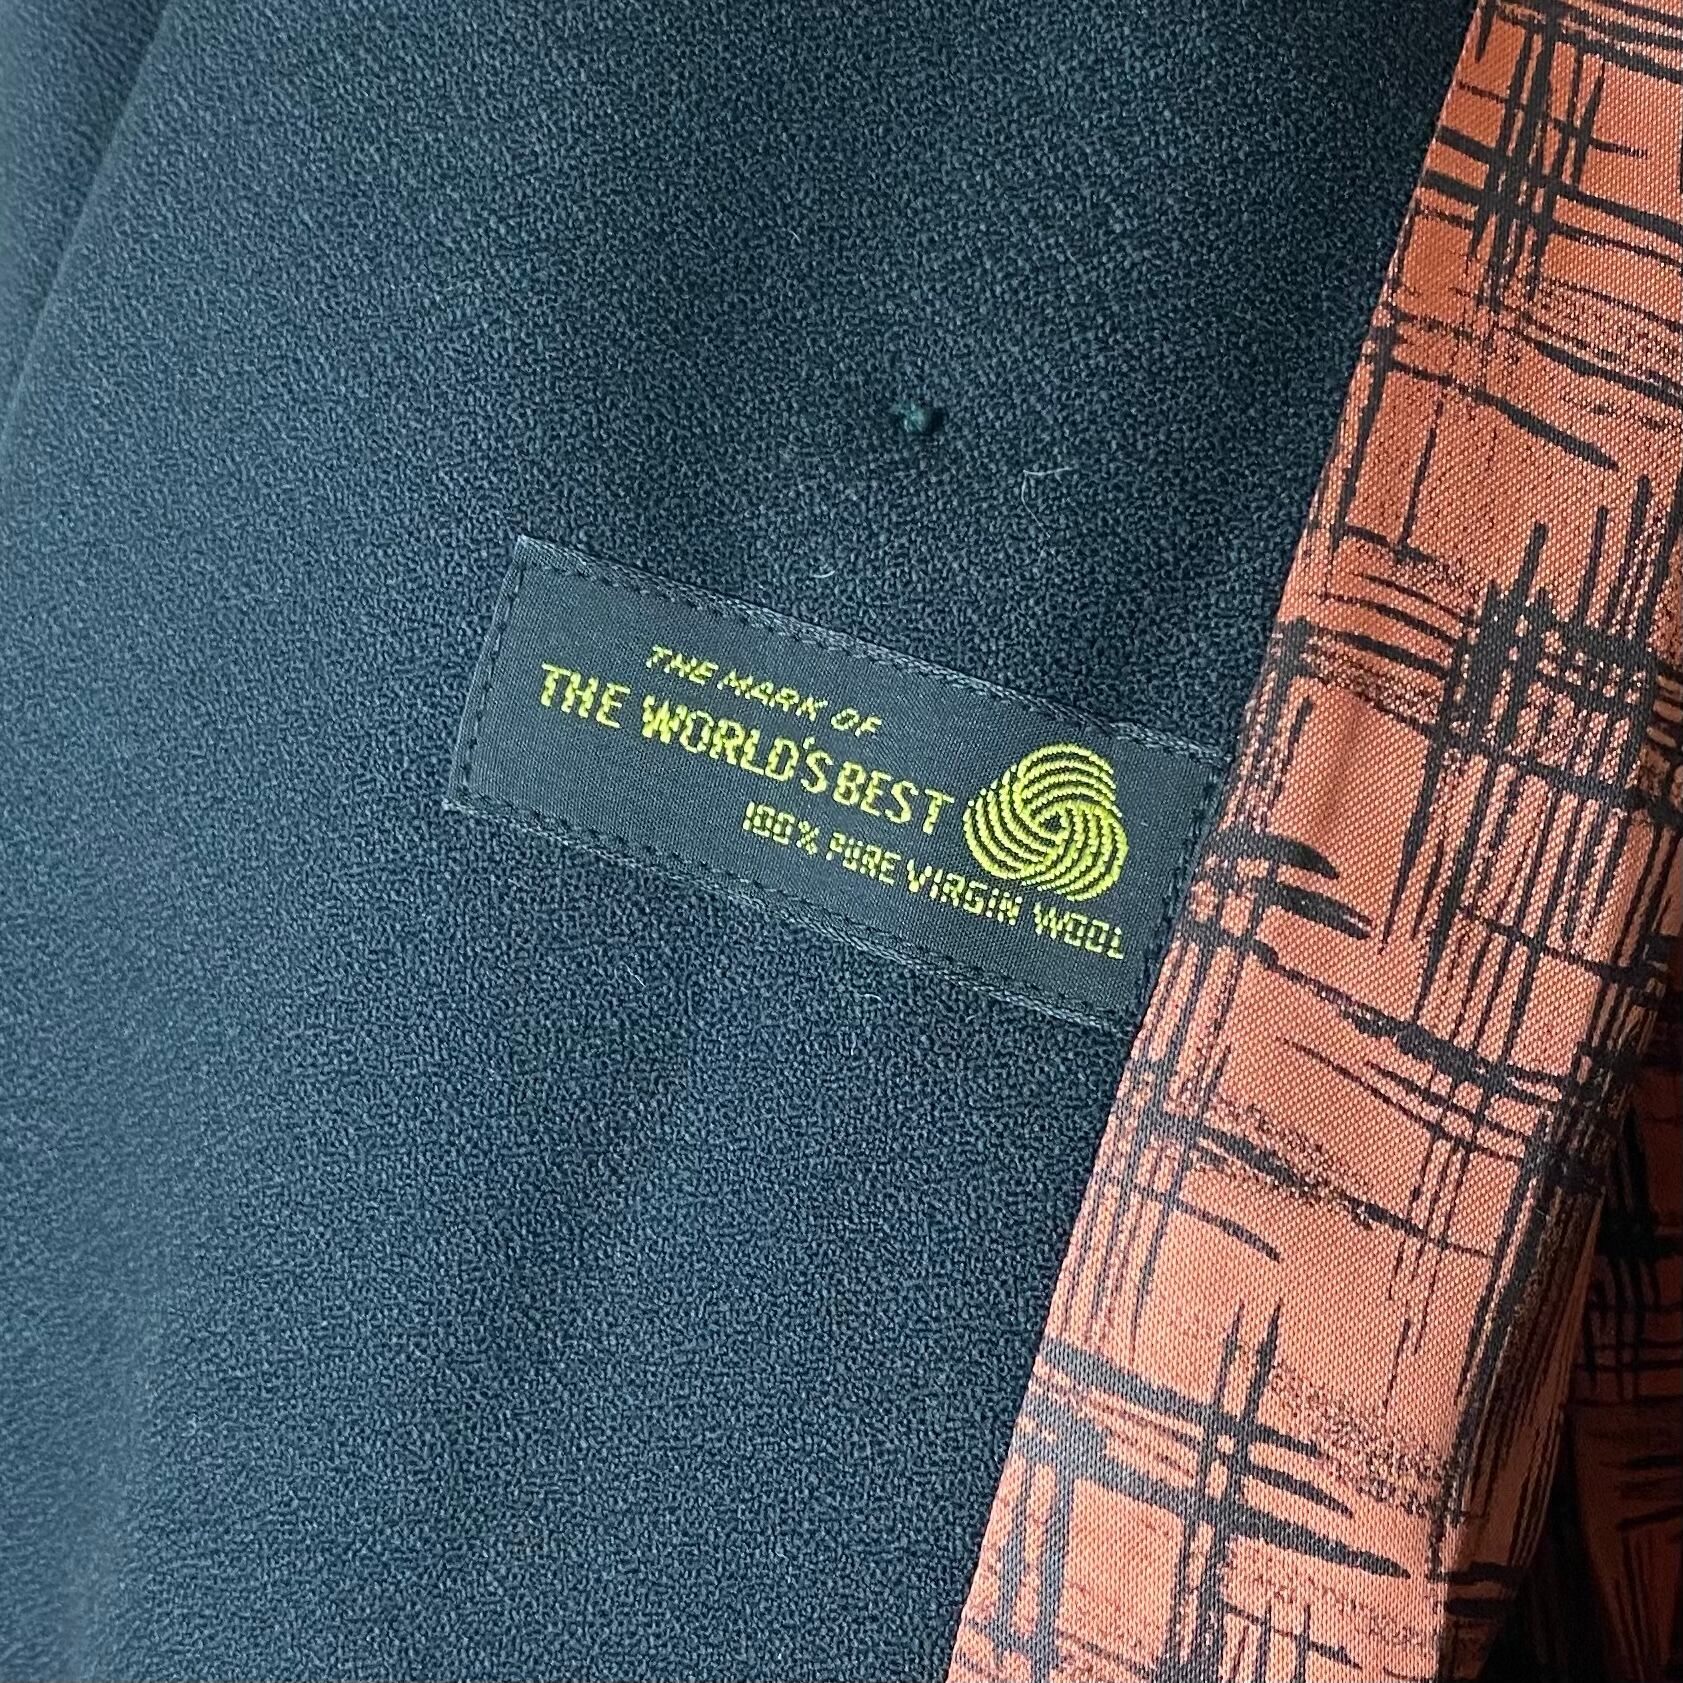 THE MARK OF
THE WORLD'S BEST
100% PURE VIRGIN WOOL